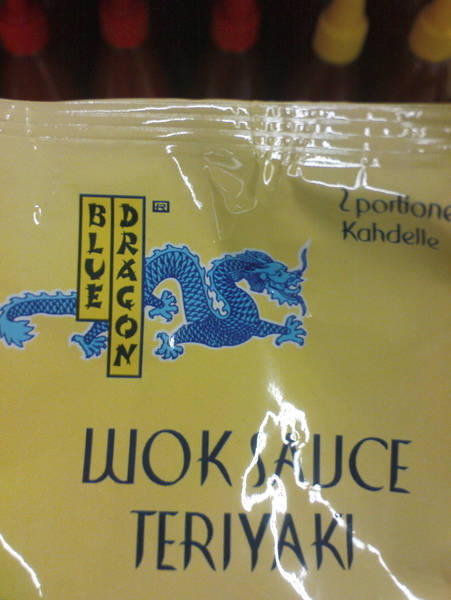 BLUE
DRAGON
®
2 portione
Kahdelle
WOK SAUCE
TERIYAKI